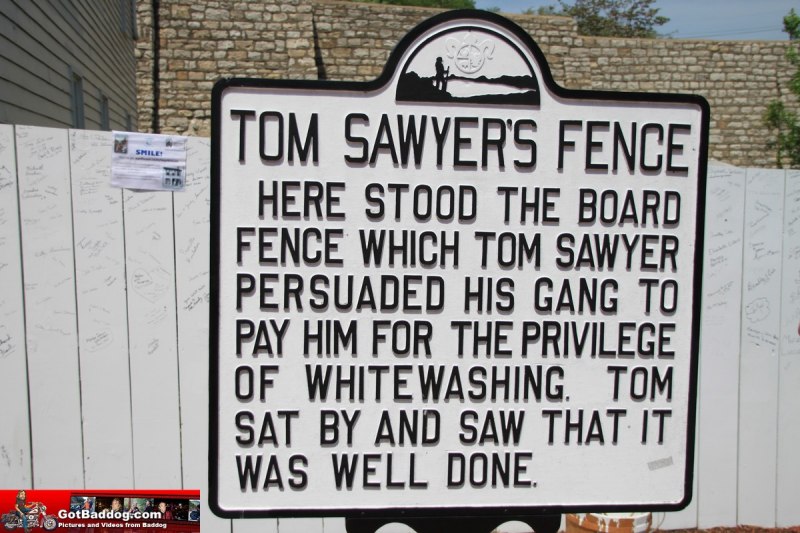 SMILE!
TOM SAWYER'S FENCE
HERE STOOD THE BOARD
FENCE WHICH TOM SAWYER
PERSUADED HIS GANG TO
PAY HIM FOR THE PRIVILEGE
OF WHITEWASHING. TOM
SAT BY AND SAW THAT IT
WAS WELL DONE.
GotBaddog.com
Pictures and Videos from Baddog